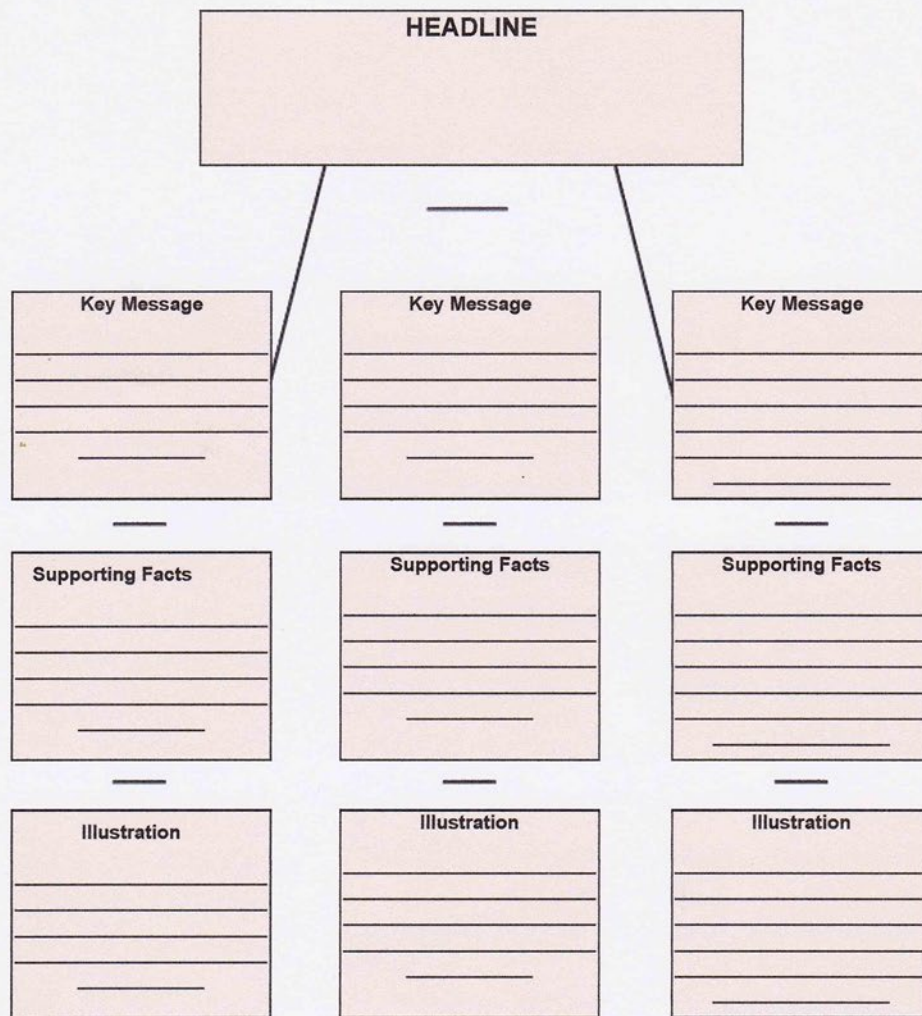 HEADLINE
Key Message
Key Message
Key Message
Supporting Facts
Supporting Facts
Supporting Facts
Illustration
Illustration
Illustration